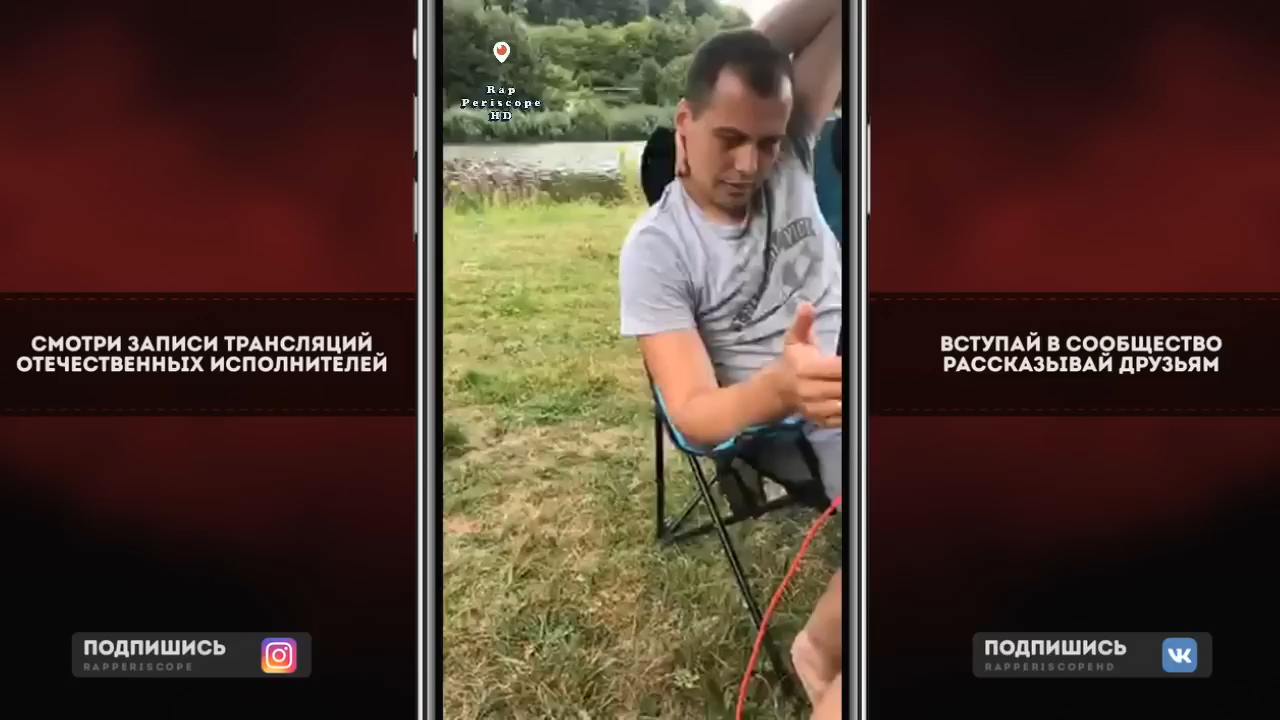 Rap
Periscope
HD
СМОТРИ ЗАПИСИ ТРАНСЛЯЦИЙ
ОТЕЧЕСТВЕННЫХ ИСПОЛНИТЕЛЕЙ
ВСТУПАЙ В СООБЩЕСТВО
РАССКАЗЫВАЙ ДРУЗЬЯМ
ПОДПИШИСЬ
RAPPERISCOPE
ПОДПИШИСЬ
RAPPERISCOPEHD